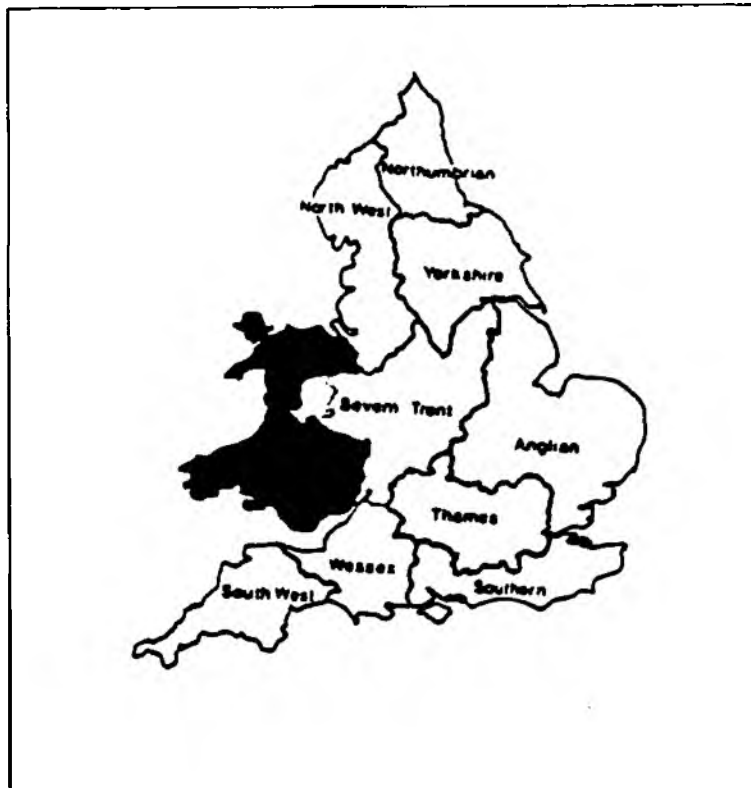 Northumbrian
North West
Yorkshire
Severn Trent
Anglian
Thames
Wessex
South West
Southern